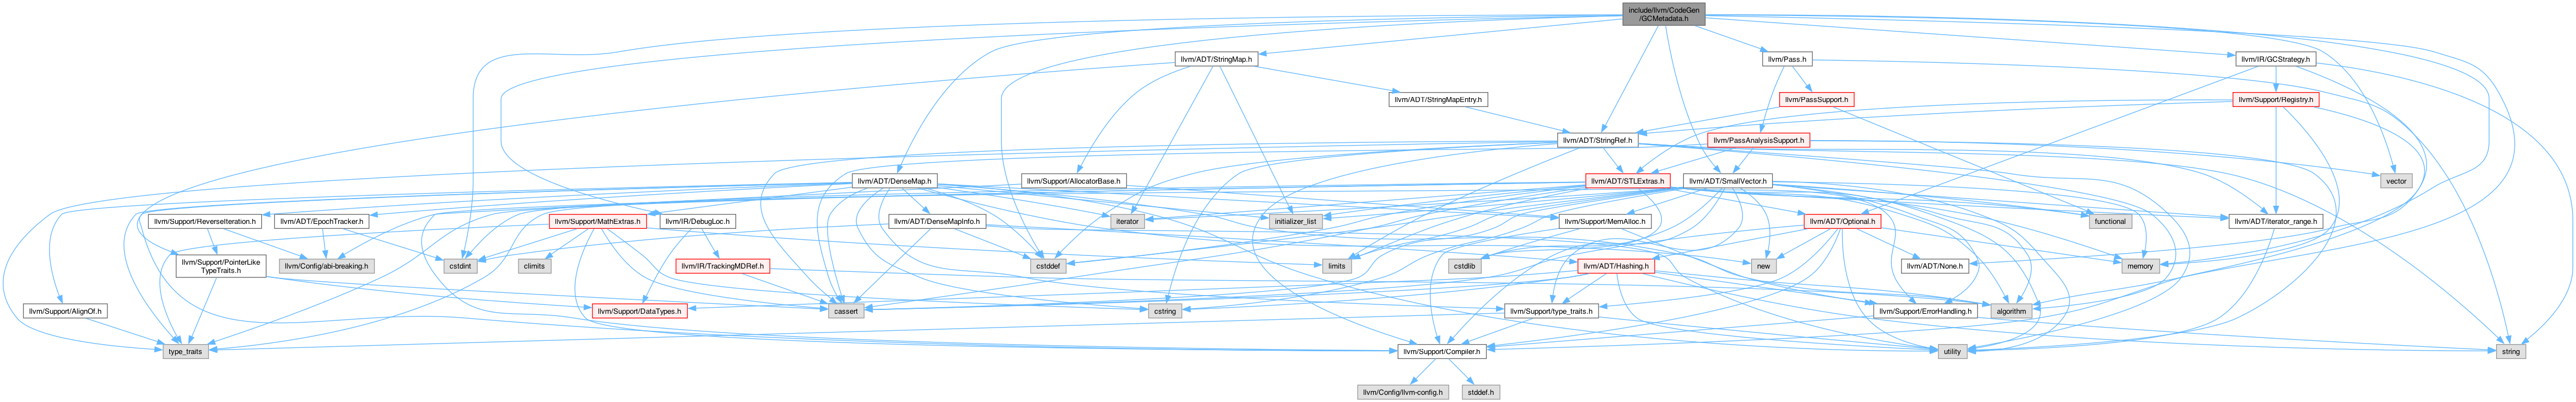 include/llvm/CodeGen
/GCMetadata.h
llvm/ADT/StringMap.h
llvm/Pass.h
llvm/IR/GCStrategy.h
llvm/ADT/StringMapEntry.h
llvm/PassSupport.h
llvm/Support/Registry.h
llvm/ADT/StringRef.h
llvm/PassAnalysisSupport.h
llvm/ADT/DenseMap.h
llvm/Support/AllocatorBase.h
llvm/ADT/STLExtras.h
llvm/ADT/SmallVector.h
vector
llvm/Support/ReverseIteration.h
llvm/ADT/EpochTracker.h
llvm/Support/MathExtras.h
llvm/IR/DebugLoc.h
llvm/ADT/DenseMapInfo.h
iterator
initializer_list
llvm/Support/MemAlloc.h
llvm/ADT/Optional.h
functional
llvm/ADT/iterator_range.h
llvm/Support/PointerLike
TypeTraits.h
llvm/Config/abi-breaking.h
cstdint
climits
llvm/IR/TrackingMDRef.h
cstddef
limits
cstdlib
llvm/ADT/Hashing.h
new
llvm/ADT/None.h
memory
llvm/Support/AlignOf.h
llvm/Support/DataTypes.h
cassert
cstring
llvm/Support/type_traits.h
llvm/Support/ErrorHandling.h
algorithm
type_traits
llvm/Support/Compiler.h
utility
string
llvm/Config/llvm-config.h
stddef.h